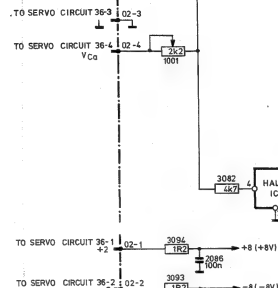 .TO SERVO CIRCUIT 36-3 02-3
TO SERVO CIRCUIT 36-4 02-4
VCa
2k2
1001
3082
4k7
4
HAL
IC
TO SERVO CIRCUIT 36-1 02-1
+2
3094
1R2
+8 (+8V)
2086
100n
TO SERVO CIRCUIT 36-2 02-2
3093
1R2
-8(-8V)